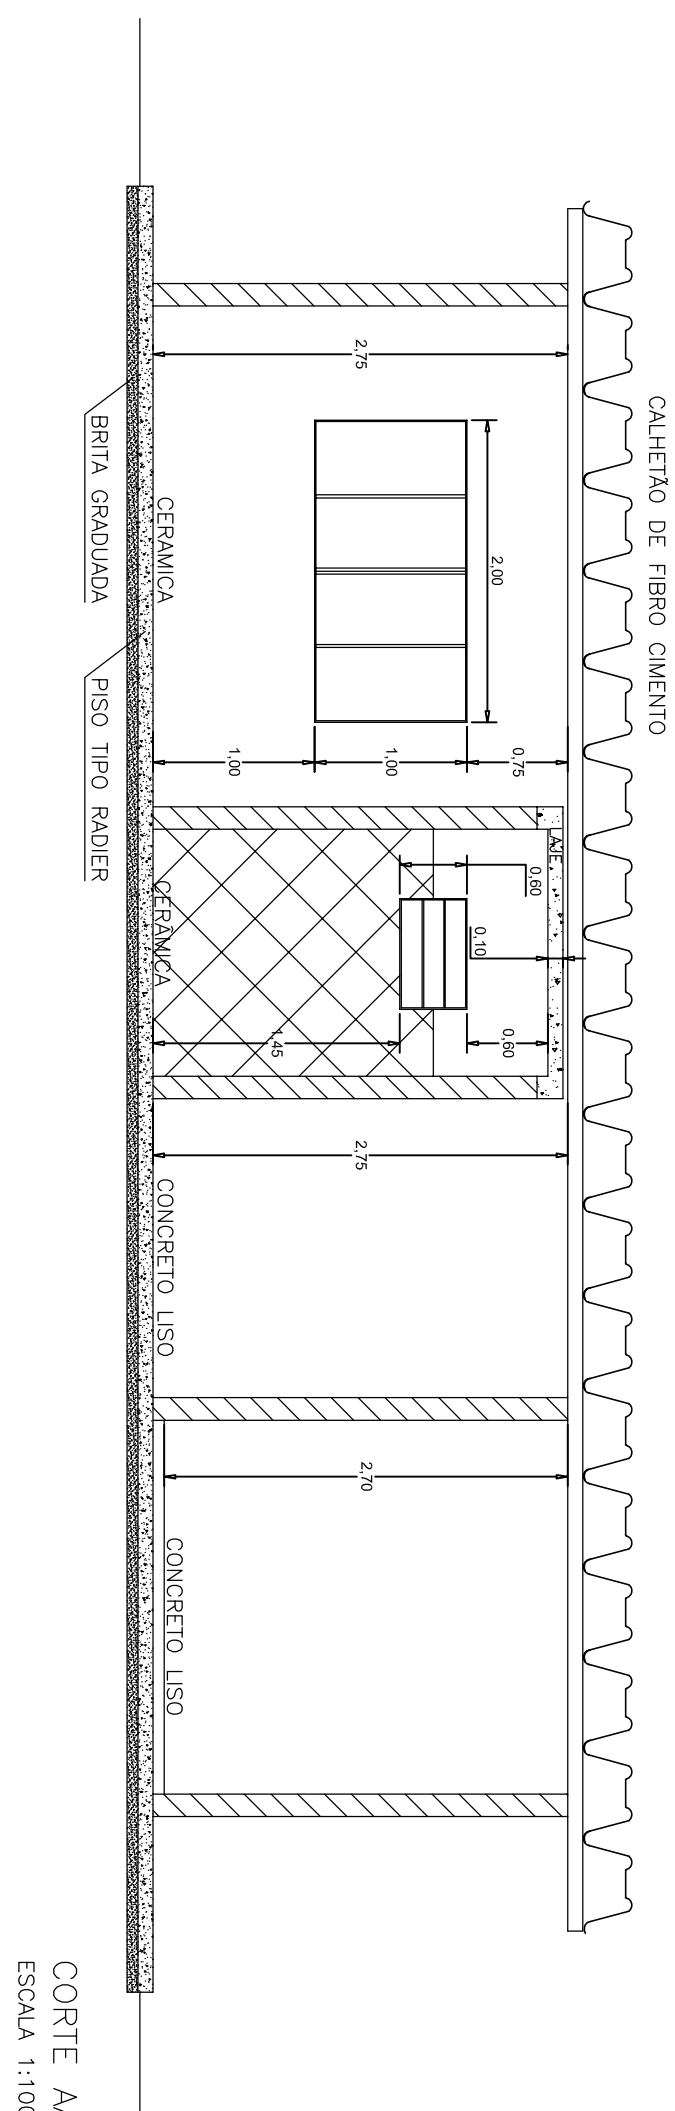 CALHETÃO DE FIBRO CIMENTO
2,75
2,00
0,75
1,00
1,00
LAJE
0,60
0,10
0,60
1,45
2,75
2,70
CERAMICA
CERÂMICA
CONCRETO LISO
CONCRETO LISO
BRITA GRADUADA
PISO TIPO RADIER
CORTE
ESCALA 1:100